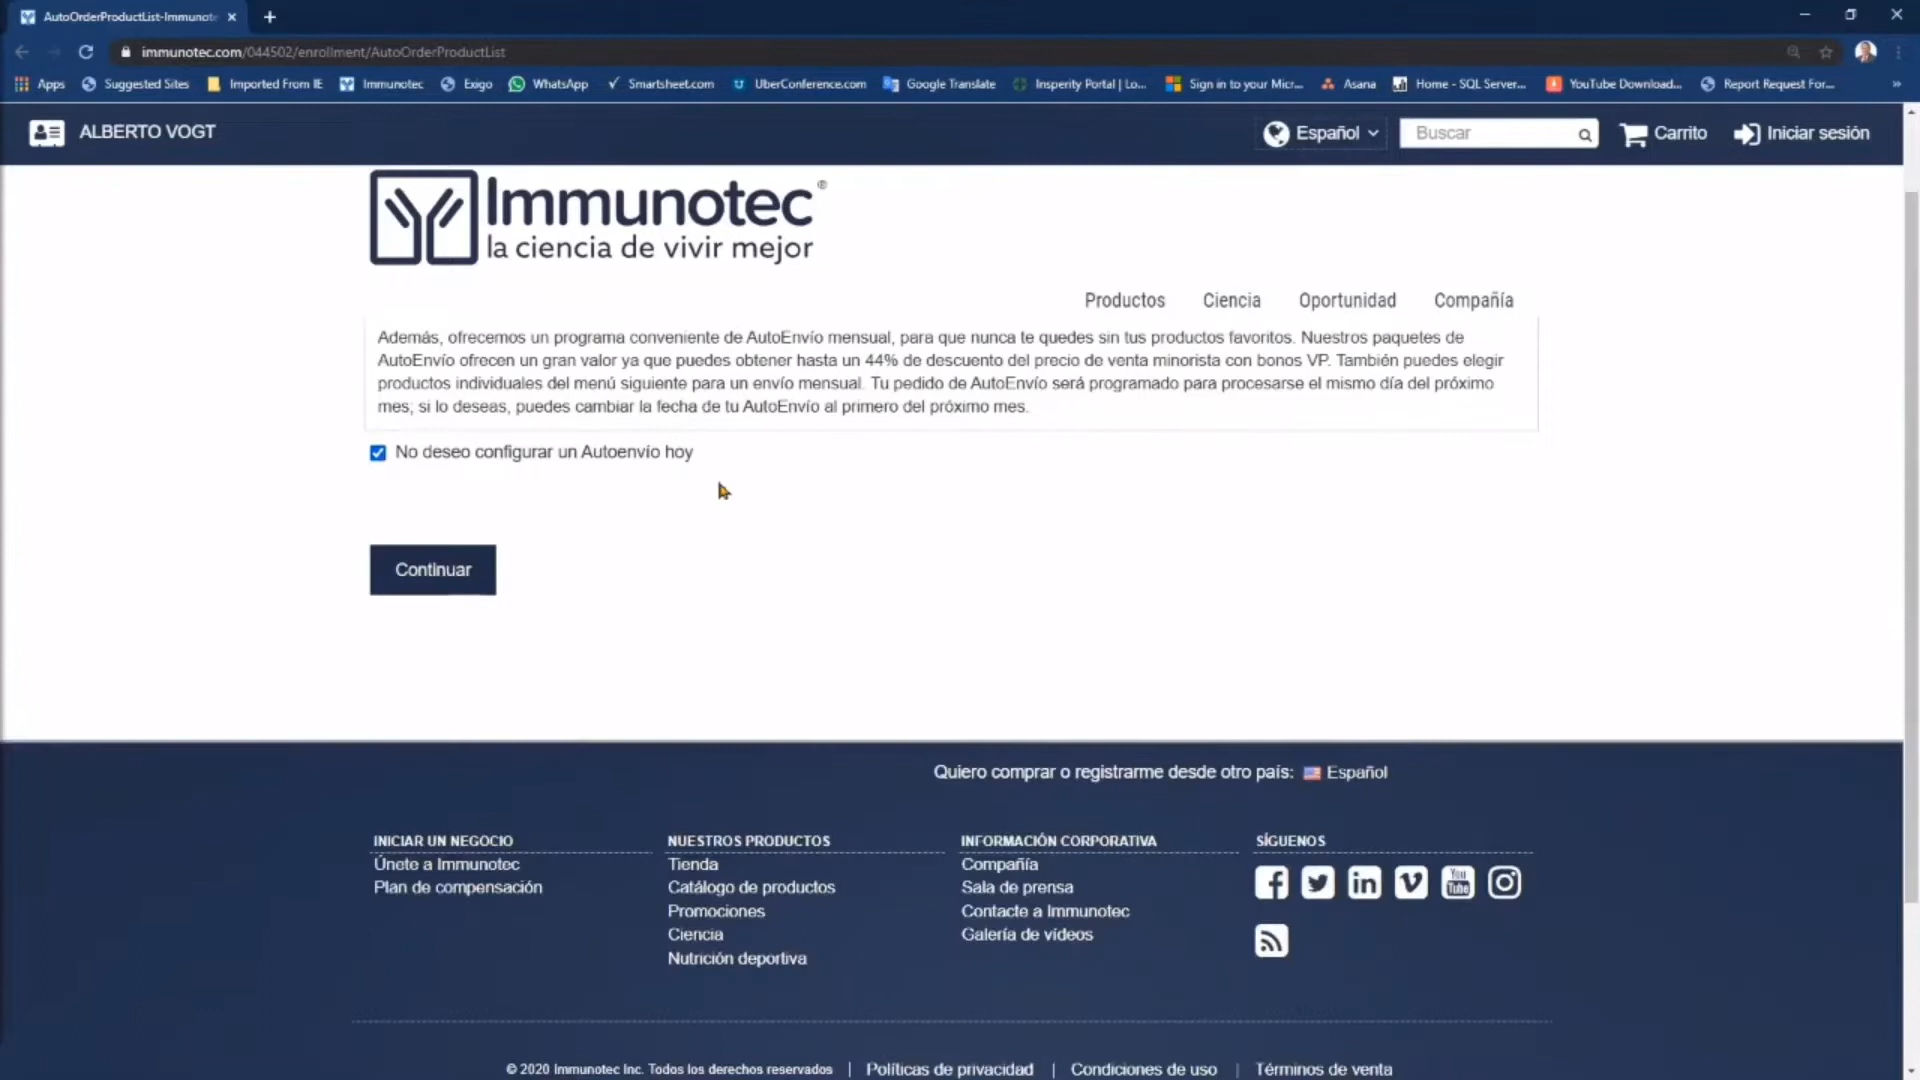 AutoOrderProductList-Immunote
immunotec.com/044502/enrollment/AutoOrderProductList
Apps Suggested Sites Imported From IE Immunotec Exigo WhatsApp Smartsheet.com UberConference.com Google Translate Insperity Portal | Lo... Sign in to your Micr... Asana Home - SQL Server... YouTube Download... Report Request For... »
ALBERTO VOGT
Español Buscar Carrito Iniciar sesión
Immunotec®
la ciencia de vivir mejor
Productos Ciencia Oportunidad Compañía
Además, ofrecemos un programa conveniente de AutoEnvío mensual, para que nunca te quedes sin tus productos favoritos. Nuestros paquetes de
AutoEnvío ofrecen un gran valor ya que puedes obtener hasta un 44% de descuento del precio de venta minorista con bonos VP. También puedes elegir
productos individuales del menú siguiente para un envío mensual. Tu pedido de AutoEnvío será programado para procesarse el mismo día del próximo
mes; si lo deseas, puedes cambiar la fecha de tu AutoEnvío al primero del próximo mes.
No deseo configurar un Autoenvío hoy
Continuar
Quiero comprar o registrarme desde otro país: Español
INICIAR UN NEGOCIO
Únete a Immunotec
Plan de compensación
NUESTROS PRODUCTOS
Tienda
Catálogo de productos
Promociones
Ciencia
Nutrición deportiva
INFORMACIÓN CORPORATIVA
Compañía
Sala de prensa
Contacte a Immunotec
Galería de vídeos
SÍGUENOS
You
Tube
© 2020 Immunotec Inc. Todos los derechos reservados | Políticas de privacidad | Condiciones de uso | Términos de venta